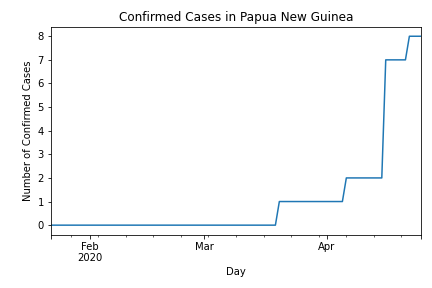 Confirmed Cases in Papua New Guinea
Number of Confirmed Cases
8
7
6
5
4
3
2
1
0
Feb
2020
Mar
Apr
Day